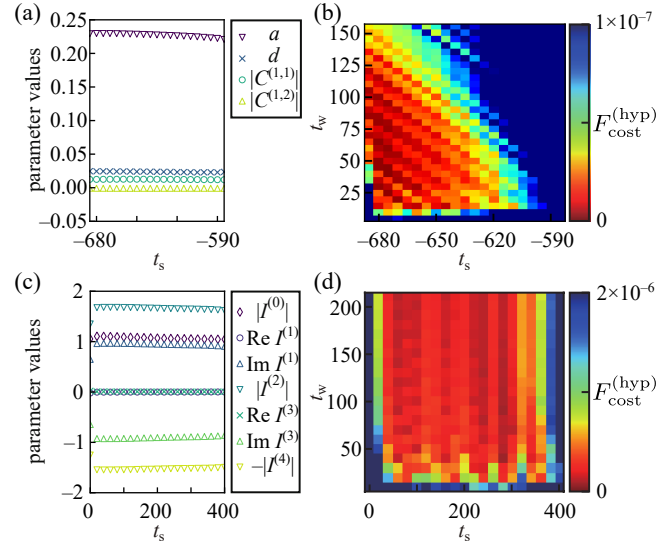 (a)
parameter values
0.25
0.20
0.15
0.10
0.05
0.00
−0.05
−680
−590
t_s
a
d
|C^(1,1)|
|C^(1,2)|
(b)
t_w
150
125
100
75
50
25
−680
−650
−620
−590
t_s
1×10^−7
F_cost^(hyp)
0
(c)
parameter values
2
1
0
−1
−2
0
200
400
t_s
|I^(0)|
Re I^(1)
Im I^(1)
|I^(2)|
Re I^(3)
Im I^(3)
−|I^(4)|
(d)
t_w
200
150
100
50
0
200
400
t_s
2×10^−6
F_cost^(hyp)
0